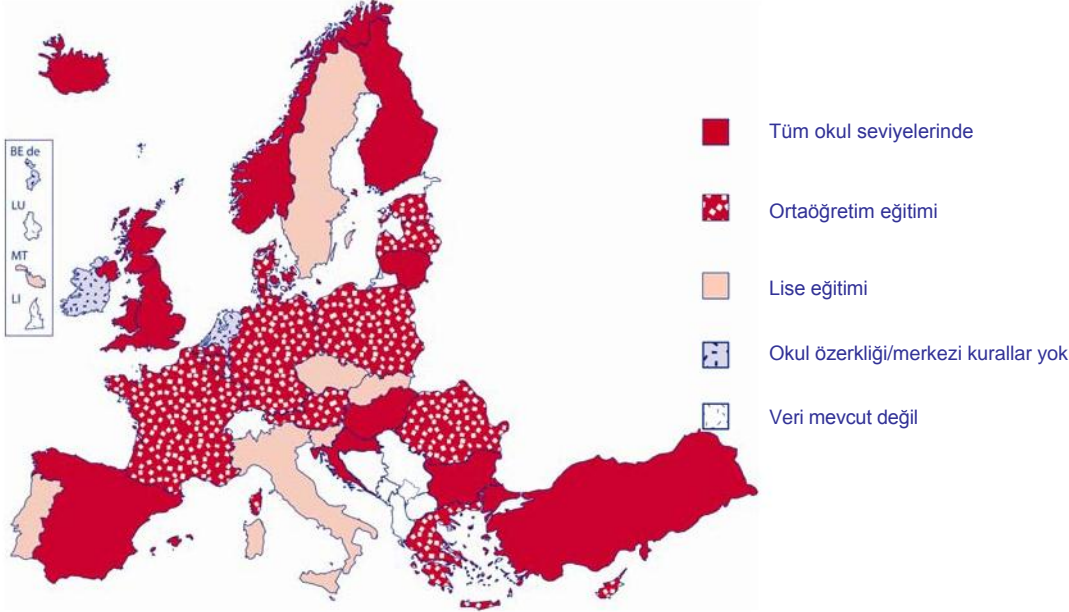 BE de
LU
MT
LI
Tüm okul seviyelerinde
Ortaöğretim eğitimi
Lise eğitimi
Okul özerkliği/merkezi kurallar yok
Veri mevcut değil